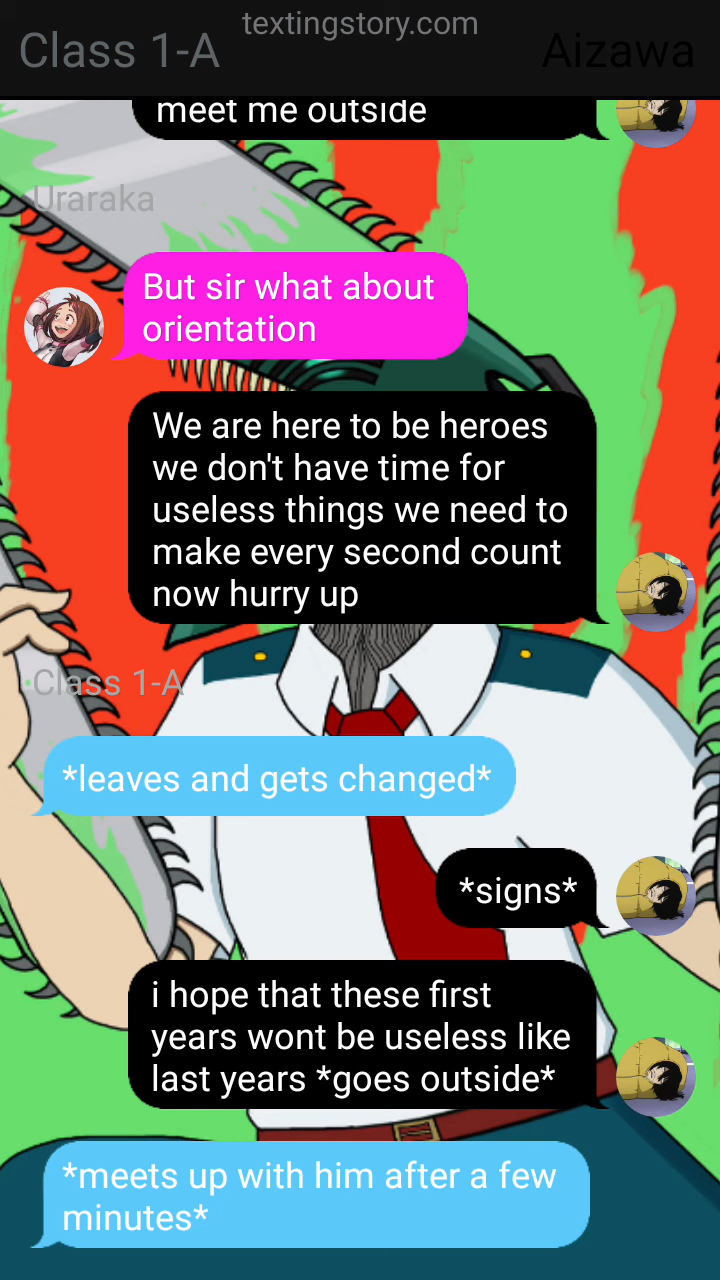 textingstory.com
Class 1-A
Aizawa
meet me outside
Uraraka
But sir what about
orientation
We are here to be heroes
we don't have time for
useless things we need to
make every second count
now hurry up
Class 1-A
*leaves and gets changed*
*signs*
i hope that these first
years wont be useless like
last years *goes outside*
*meets up with him after a few
minutes*